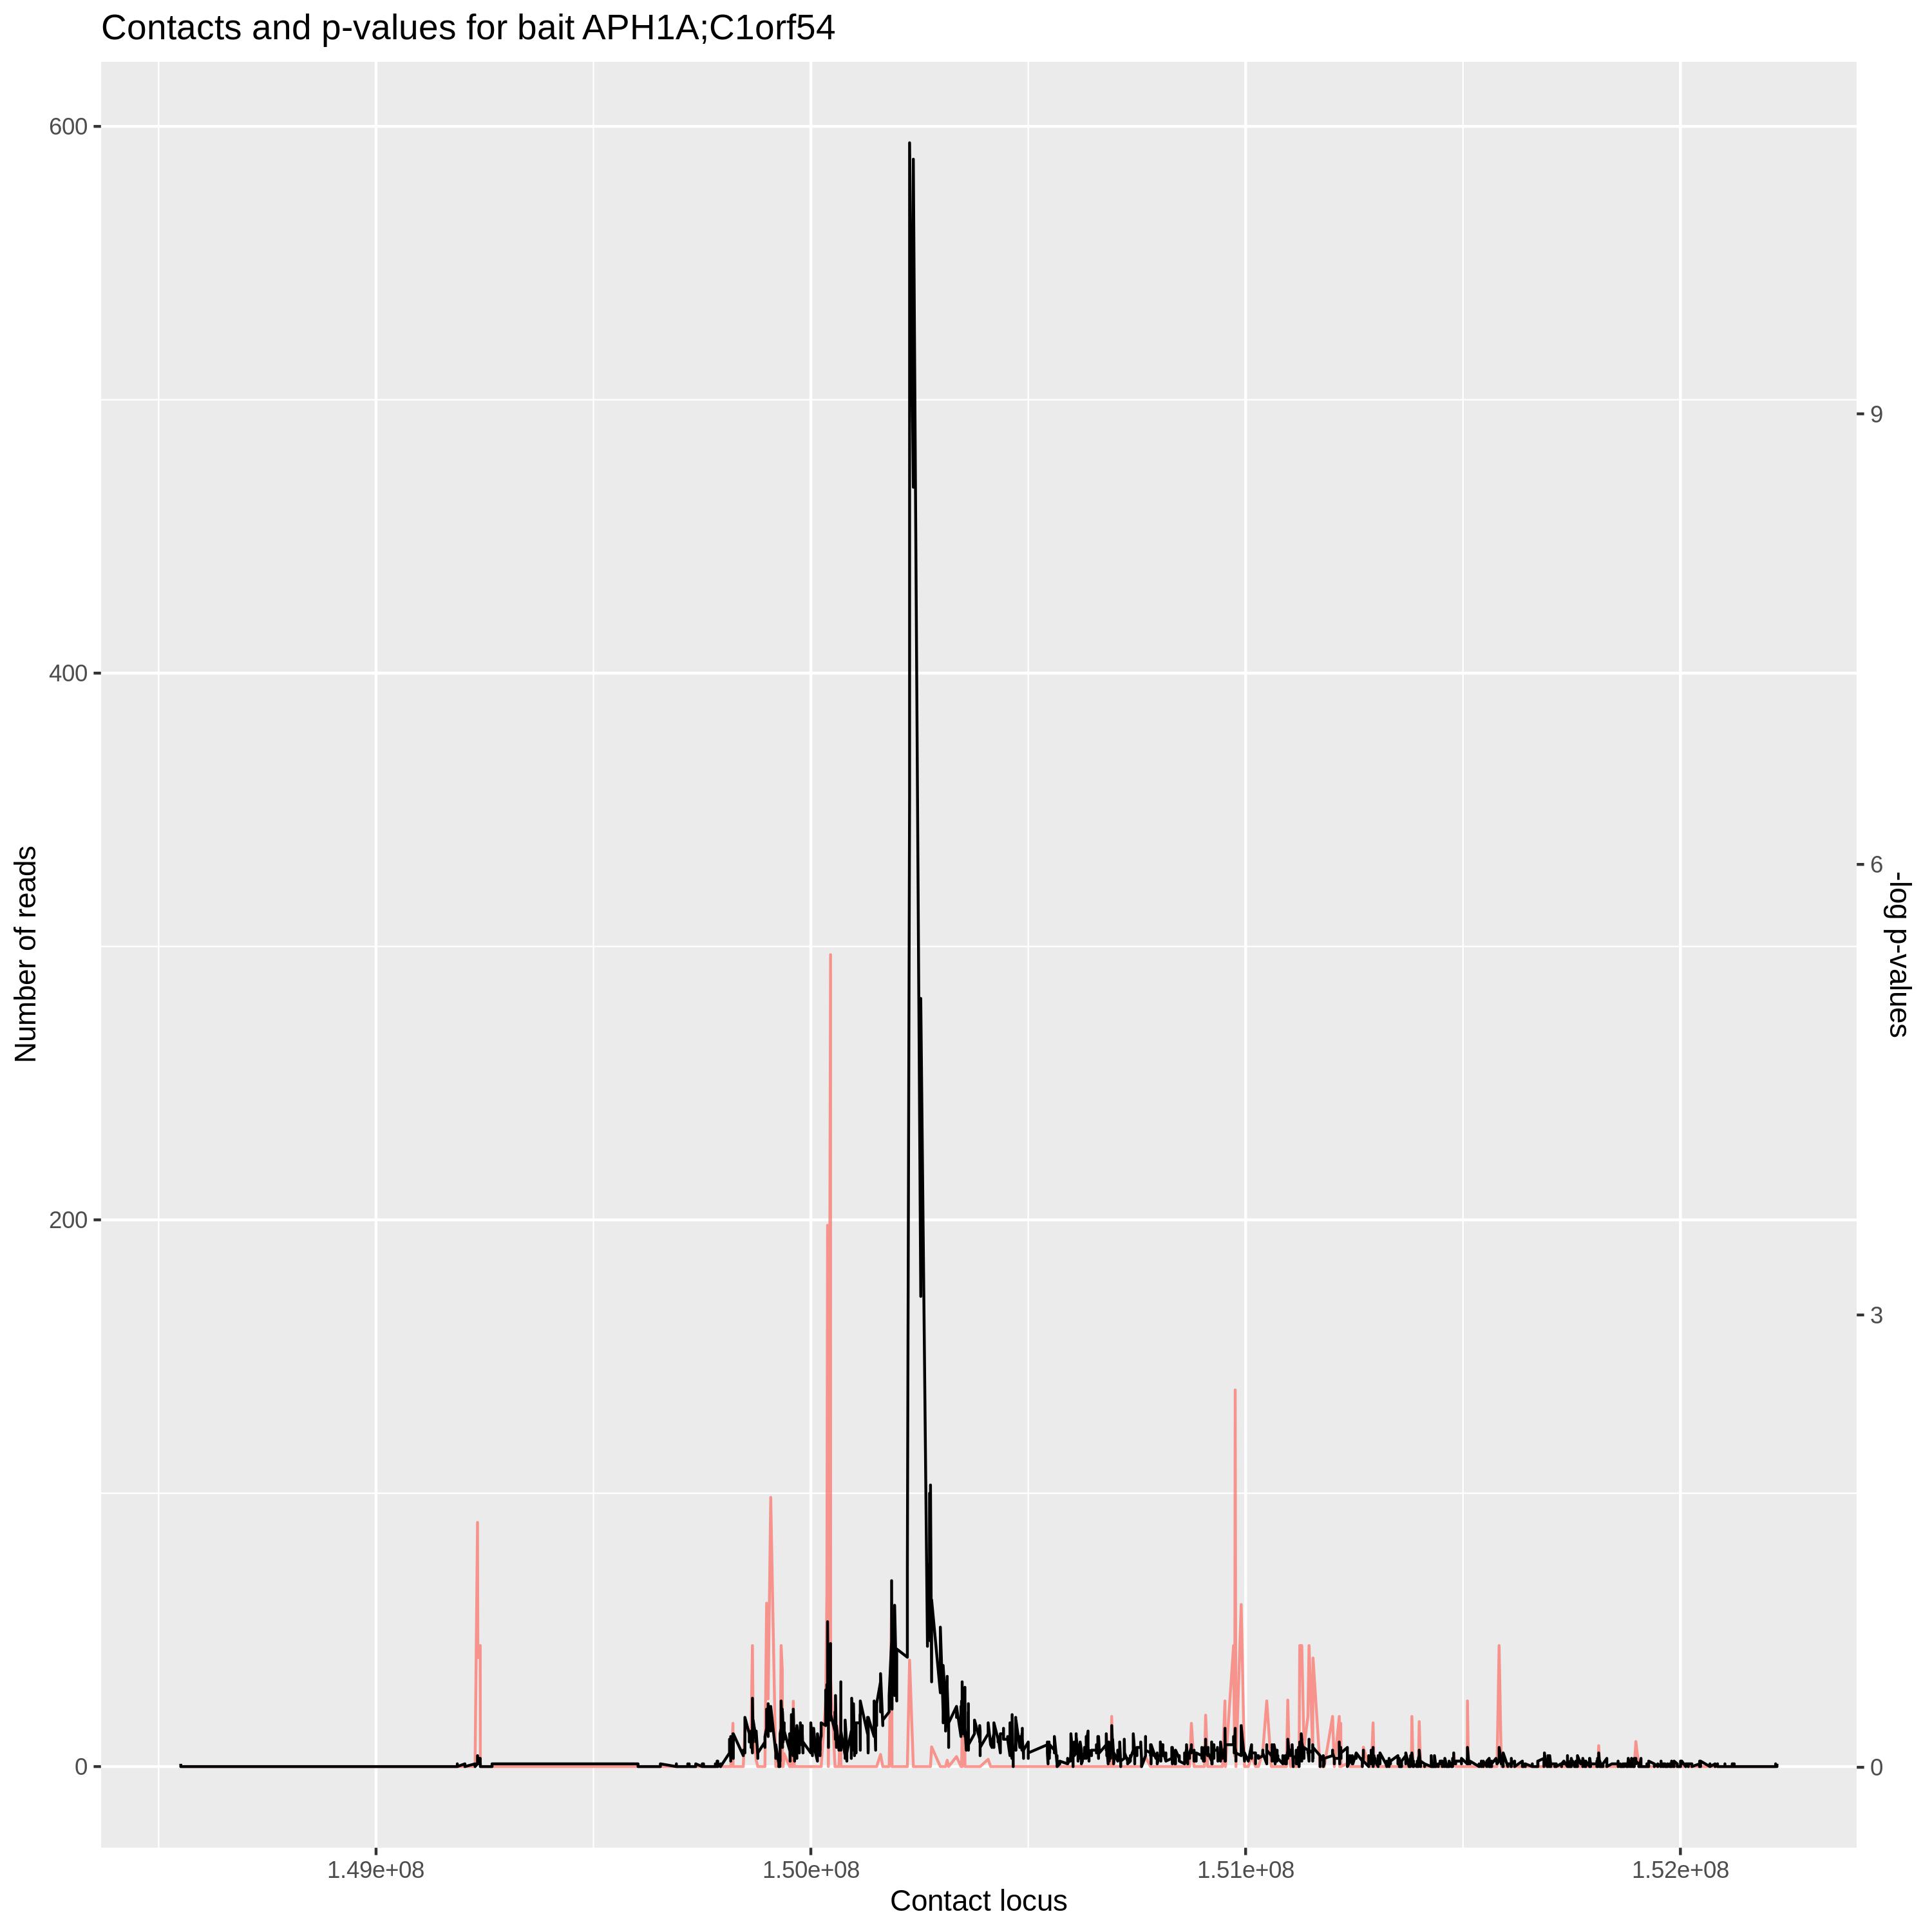 Contacts and p-values for bait APH1A;C1orf54
600
400
200
0
Number of reads
9
6
3
0
-log p-values
1.49e+08
1.50e+08
1.51e+08
1.52e+08
Contact locus